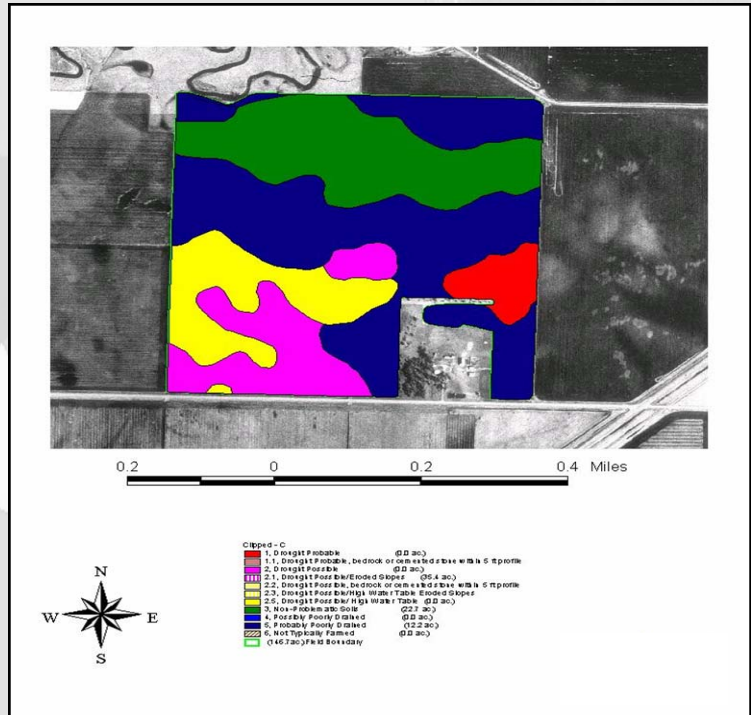 0.2 0 0.2 0.4 Miles
Clipped - C
1, Drought Probable (0.0 ac.)
1.1, Drought Probable, bedrock or cemented stone within 5 ft profile
2, Drought Possible (0.0 ac.)
2.1, Drought Possible/Eroded Slopes (35.4 ac.)
2.2, Drought Possible, bedrock or cemented stone within 5 ft profile
2.3, Drought Possible/High Water Table Eroded Slopes
2.5, Drought Possible/ High Water Table (0.0 ac.)
3, Non-Problematic Soils (22.7 ac.)
4, Possibly Poorly Drained (0.0 ac.)
5, Probably Poorly Drained (12.2 ac.)
6, Not Typically Farmed (0.0 ac.)
(146.7ac.) Field Boundary
N
W E
S